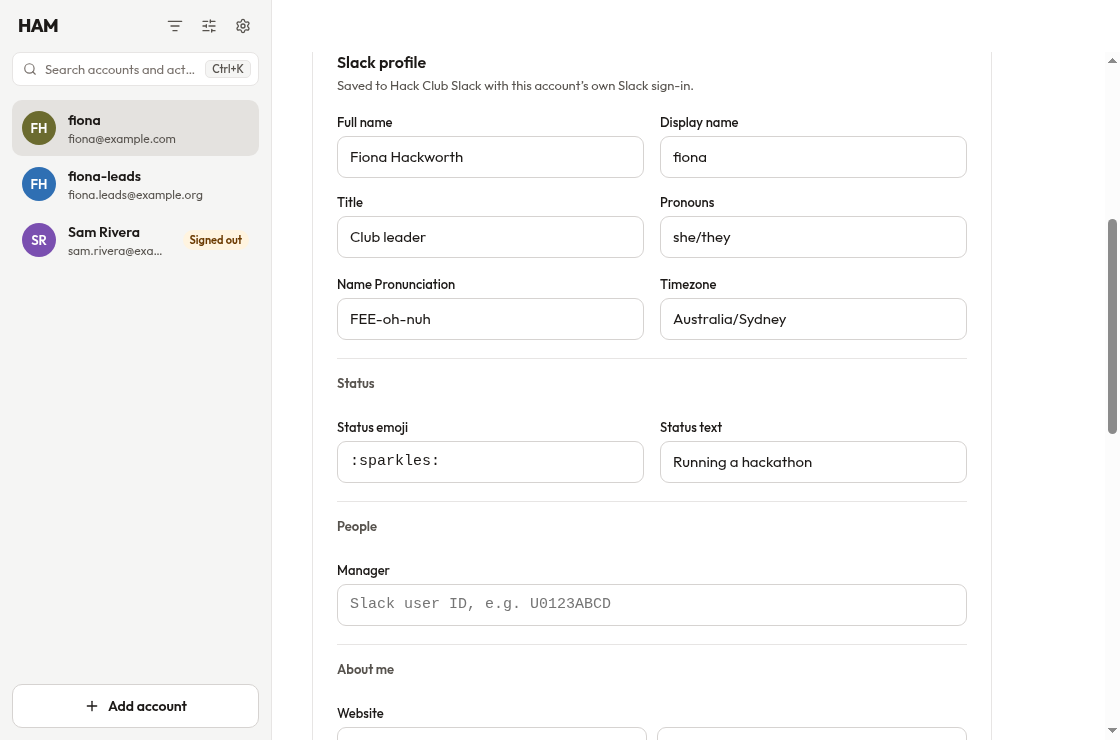 HAM
Search accounts and act... Ctrl+K
FH fiona
fiona@example.com
FH fiona-leads
fiona.leads@example.org
SR Sam Rivera
sam.rivera@exa... Signed out
+ Add account
Slack profile
Saved to Hack Club Slack with this account's own Slack sign-in.
Full name Display name
Fiona Hackworth fiona
Title Pronouns
Club leader she/they
Name Pronunciation Timezone
FEE-oh-nuh Australia/Sydney
Status
Status emoji Status text
:sparkles: Running a hackathon
People
Manager
Slack user ID, e.g. U0123ABCD
About me
Website